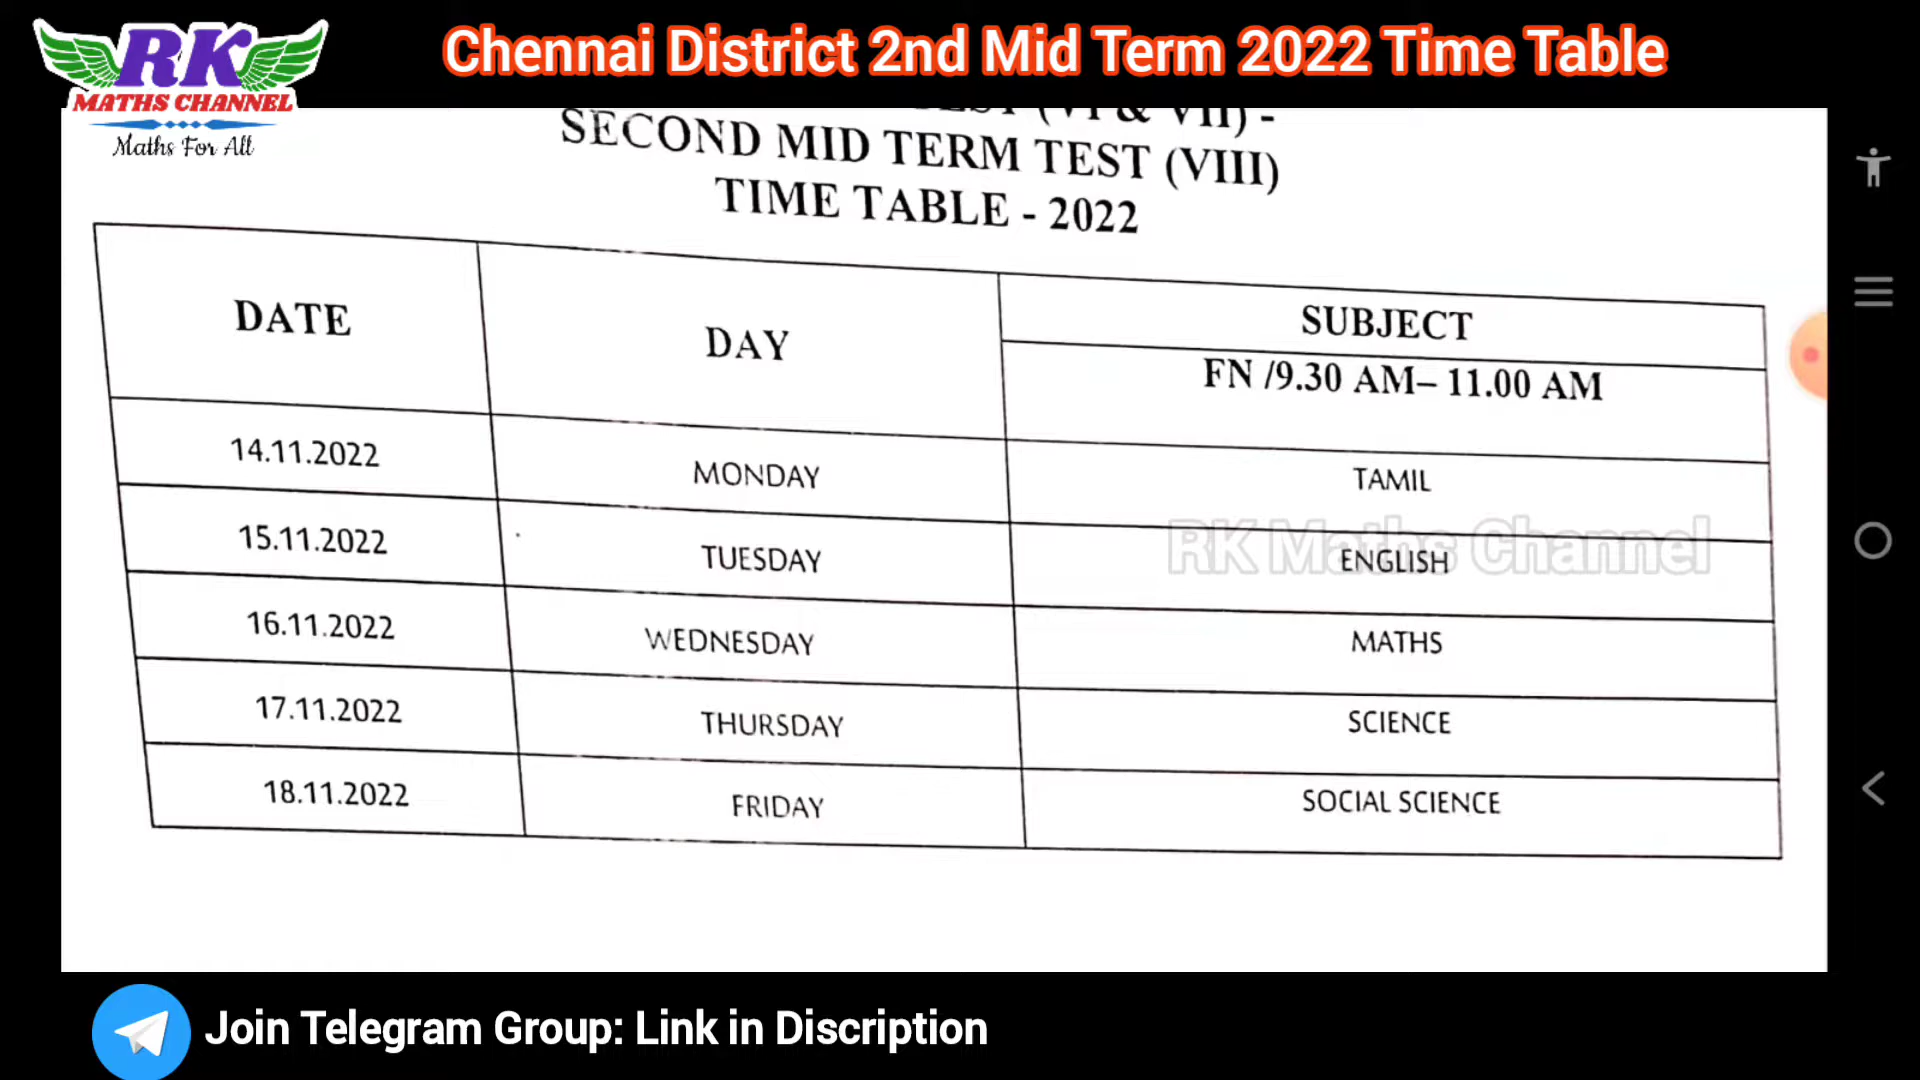 RK
MATHS CHANNEL
Maths For All
Chennai District 2nd Mid Term 2022 Time Table
(VI & VII) -
SECOND MID TERM TEST (VIII)
TIME TABLE - 2022
DATE DAY SUBJECT
FN /9.30 AM– 11.00 AM
14.11.2022 MONDAY TAMIL
15.11.2022 TUESDAY ENGLISH
RK Maths Channel
16.11.2022 WEDNESDAY MATHS
17.11.2022 THURSDAY SCIENCE
18.11.2022 FRIDAY SOCIAL SCIENCE
Join Telegram Group: Link in Discription